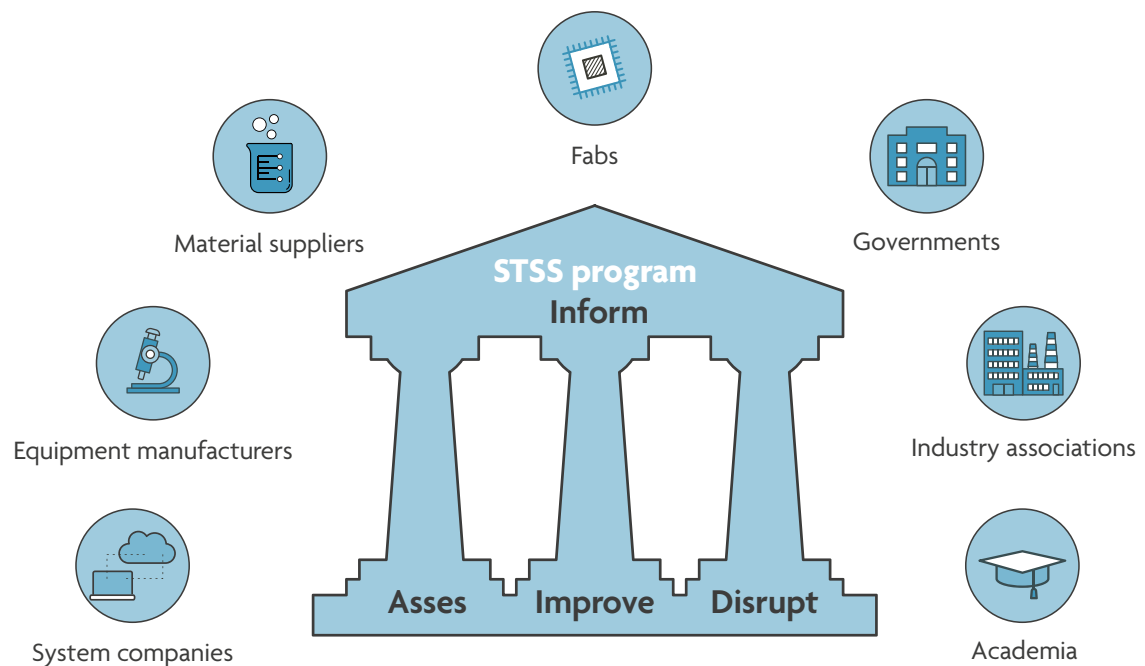 Fabs
Material suppliers
Governments
STSS program
Inform
Equipment manufacturers
Industry associations
Asses
Improve
Disrupt
System companies
Academia